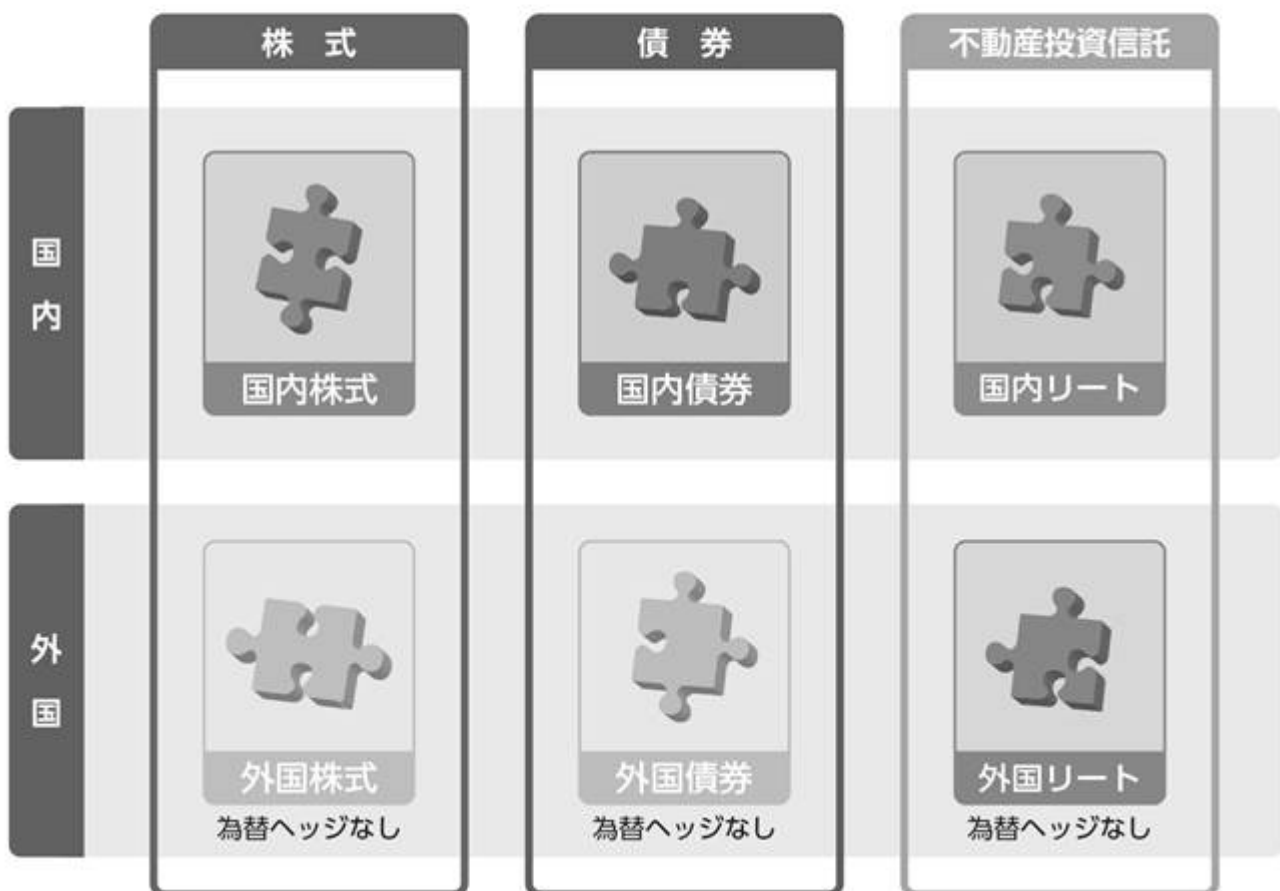 株 式
債 券
不動産投資信託
国内
国内株式
国内債券
国内リート
外国
外国株式
外国債券
外国リート
為替ヘッジなし
為替ヘッジなし
為替ヘッジなし